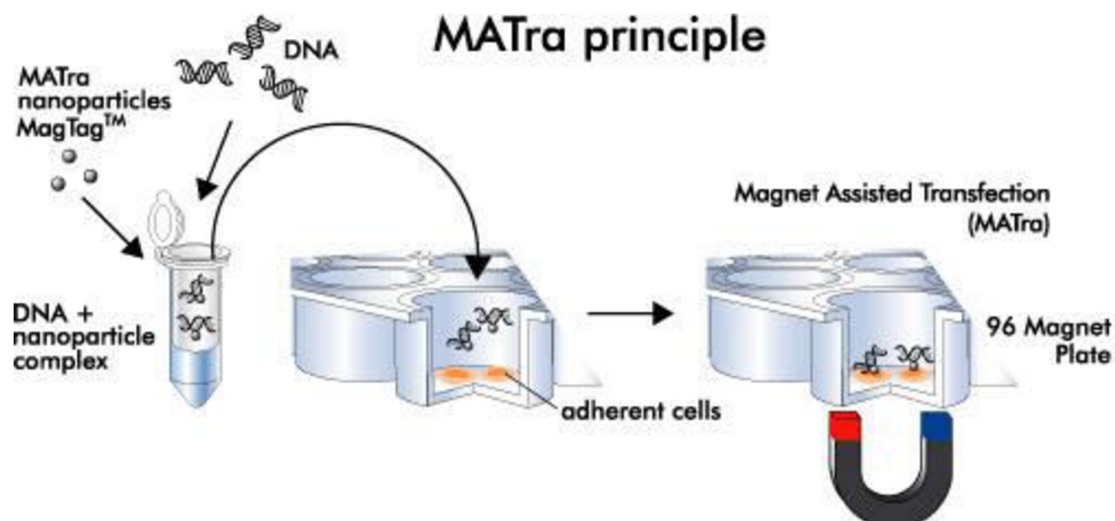 MATra principle
DNA
MATra
nanoparticles
MagTag™
DNA +
nanoparticle
complex
adherent cells
Magnet Assisted Transfection
(MATra)
96 Magnet
Plate